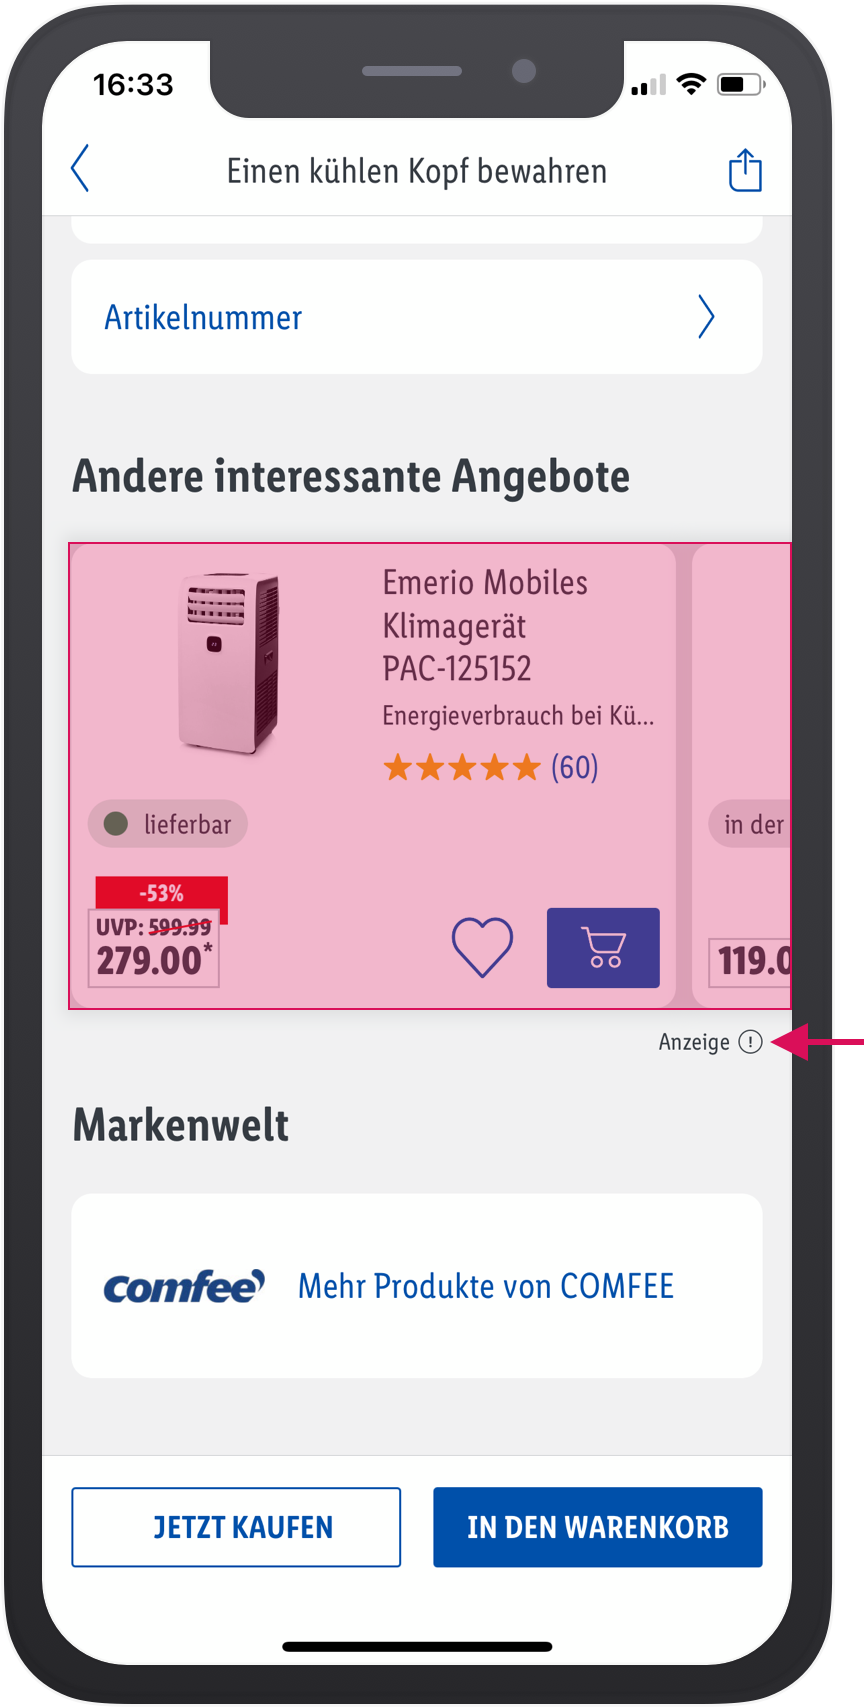 16:33
Einen kühlen Kopf bewahren
Artikelnummer
Andere interessante Angebote
Emerio Mobiles
Klimagerät
PAC-125152
Energieverbrauch bei Kü...
(60)
lieferbar
in der
-53%
UVP: 599.99
279.00*
119.0
Anzeige
Markenwelt
comfee'
Mehr Produkte von COMFEE
JETZT KAUFEN
IN DEN WARENKORB